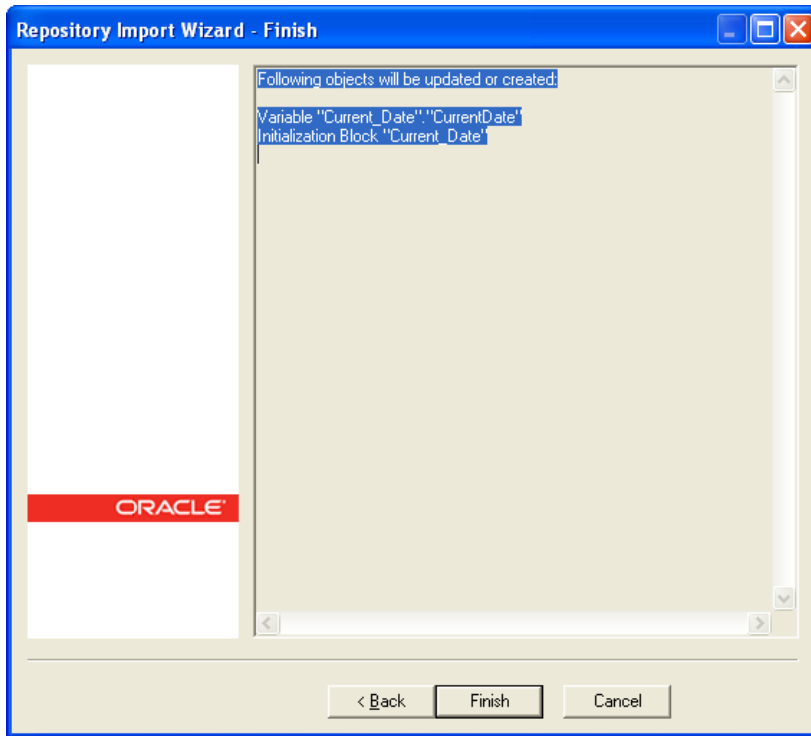 Repository Import Wizard - Finish
Following objects will be updated or created:
Variable "Current_Date"."CurrentDate"
Initialization Block "Current_Date"
ORACLE
< Back
Finish
Cancel